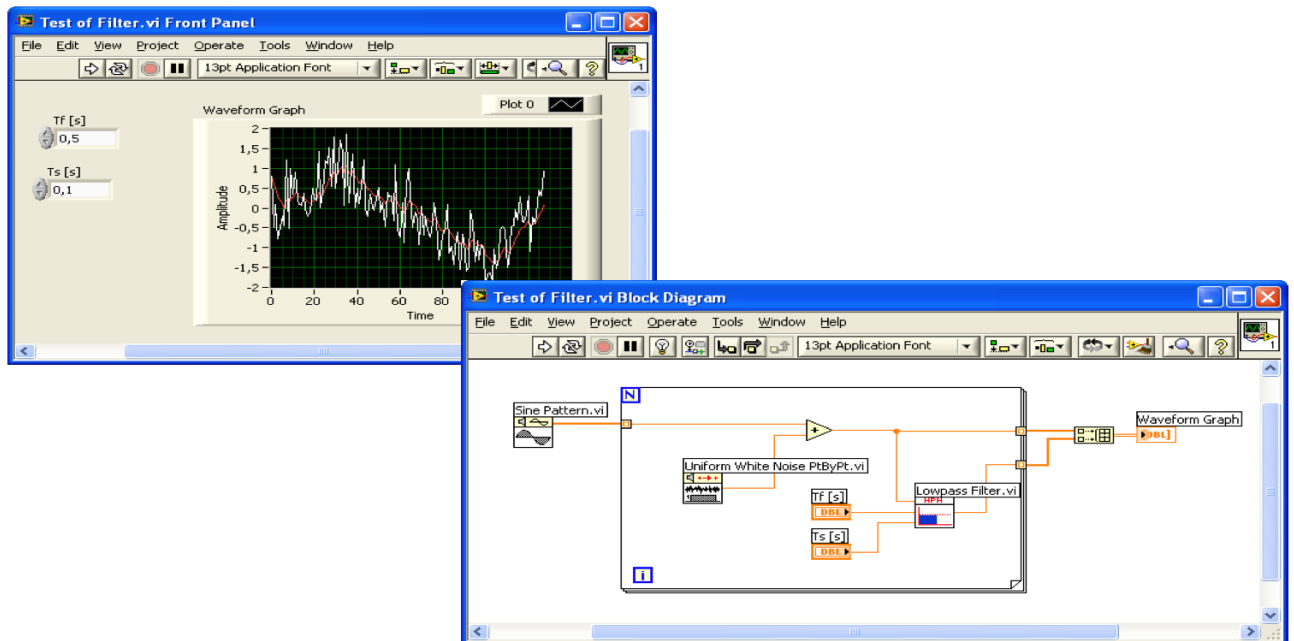 Test of Filter.vi Front Panel
File Edit View Project Operate Tools Window Help
13pt Application Font
1
Tf [s]
0,5
Ts [s]
0,1
Waveform Graph
Plot 0
Amplitude
2
1,5
1
0,5
0
-0,5
-1
-1,5
-2
0 20 40 60 80
Time
Test of Filter.vi Block Diagram
File Edit View Project Operate Tools Window Help
13pt Application Font
1
N
Sine Pattern.vi
Uniform White Noise PtByPt.vi
Tf [s]
DBL
Ts [s]
DBL
Lowpass Filter.vi
Waveform Graph
[DBL]
i